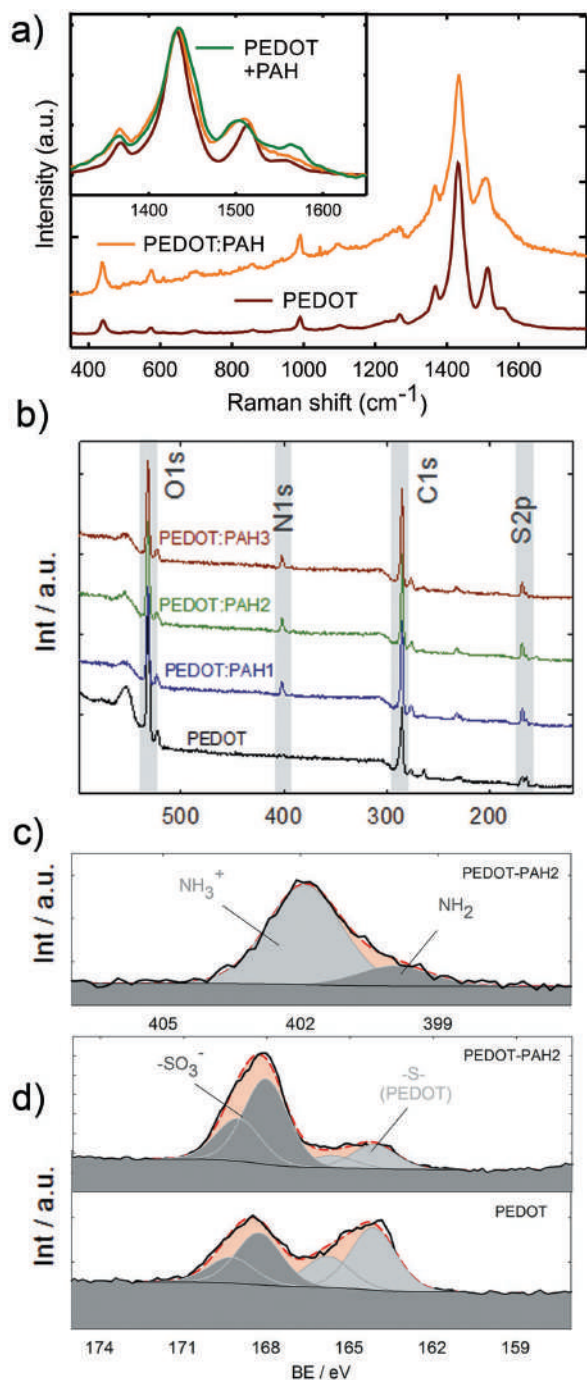 a)
PEDOT
+PAH
1400 1500 1600
PEDOT:PAH
PEDOT
Intensity (a.u.)
400 600 800 1000 1200 1400 1600
Raman shift (cm⁻¹)
b)
O1s
N1s
C1s
S2p
PEDOT:PAH3
PEDOT:PAH2
PEDOT:PAH1
PEDOT
Int / a.u.
500 400 300 200
c)
PEDOT-PAH2
NH₃⁺
NH₂
Int / a.u.
405 402 399
d)
PEDOT-PAH2
-SO₃⁻
-S-
(PEDOT)
PEDOT
Int / a.u.
174 171 168 165 162 159
BE / eV